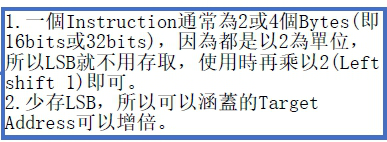 1.一個Instruction通常為2或4個Bytes(即
16bits或32bits)，因為都是以2為單位，
所以LSB就不用存取，使用時再乘以2(Left
shift 1)即可。
2.少存LSB，所以可以涵蓋的Target
Address可以增倍。